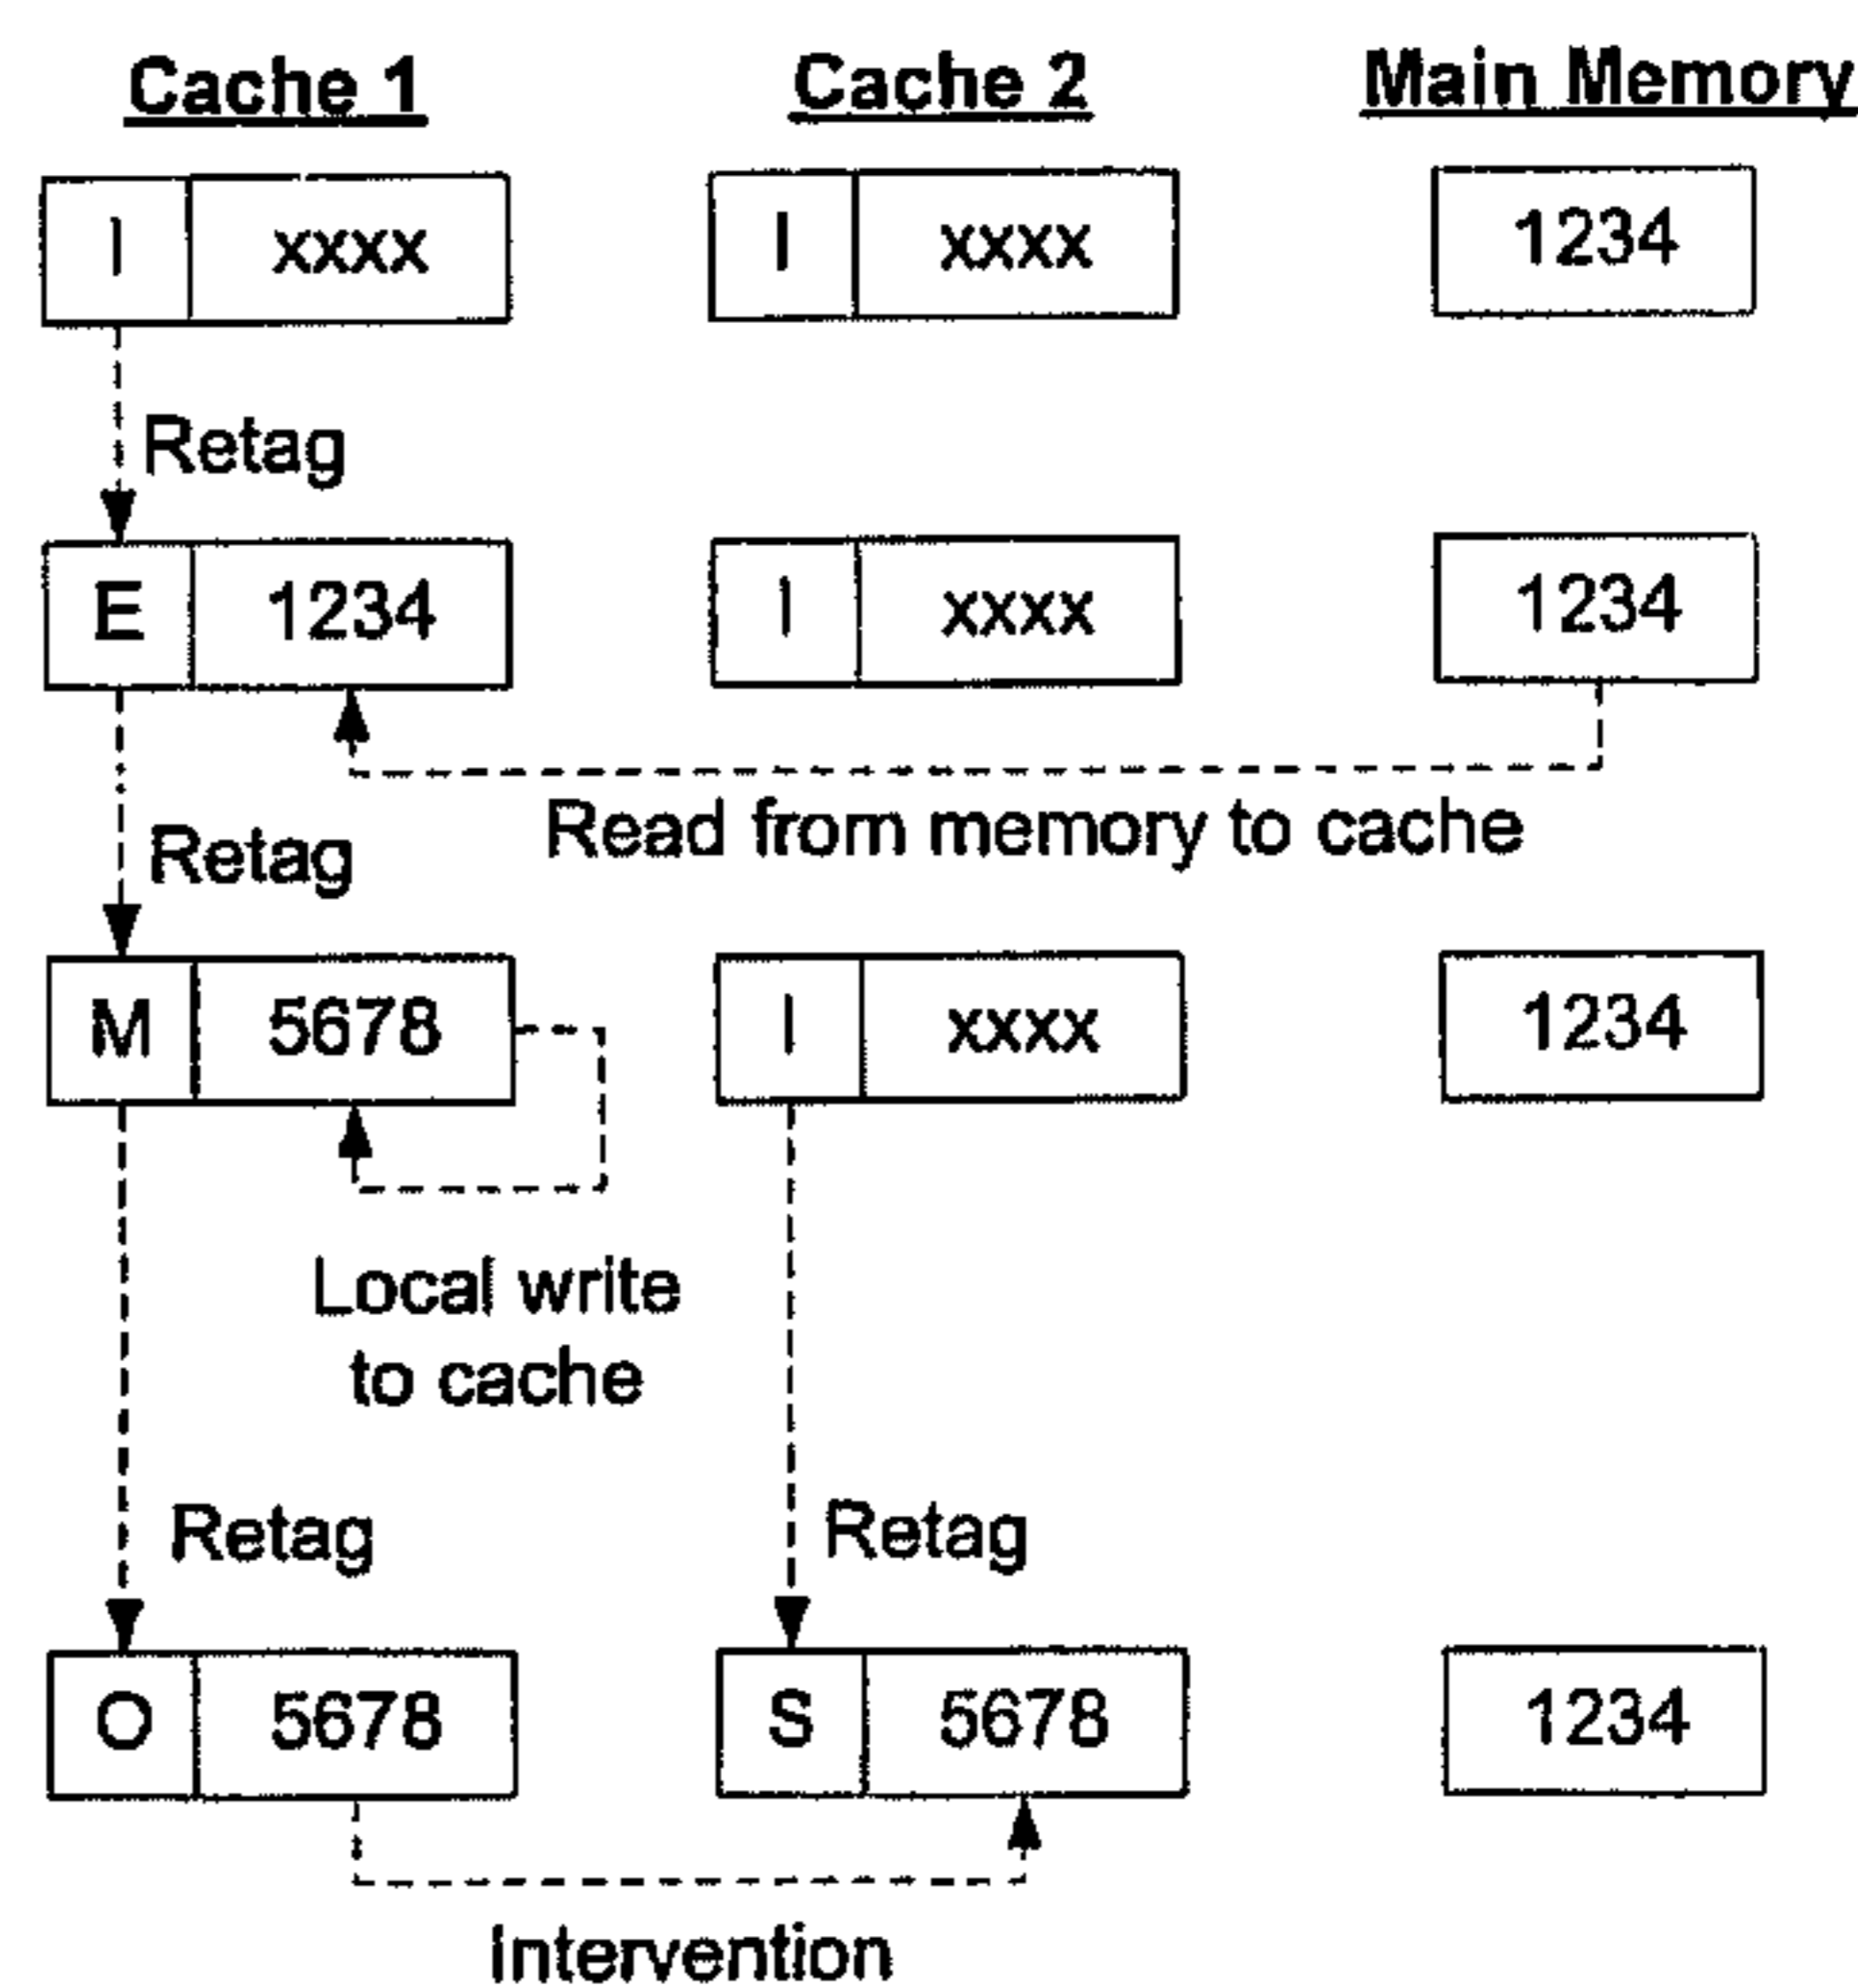 Cache 1 Cache 2 Main Memory
I xxxx I xxxx 1234
Retag
E 1234 I xxxx 1234
Read from memory to cache
Retag
M 5678 I xxxx 1234
Local write
to cache
Retag Retag
O 5678 S 5678 1234
Intervention